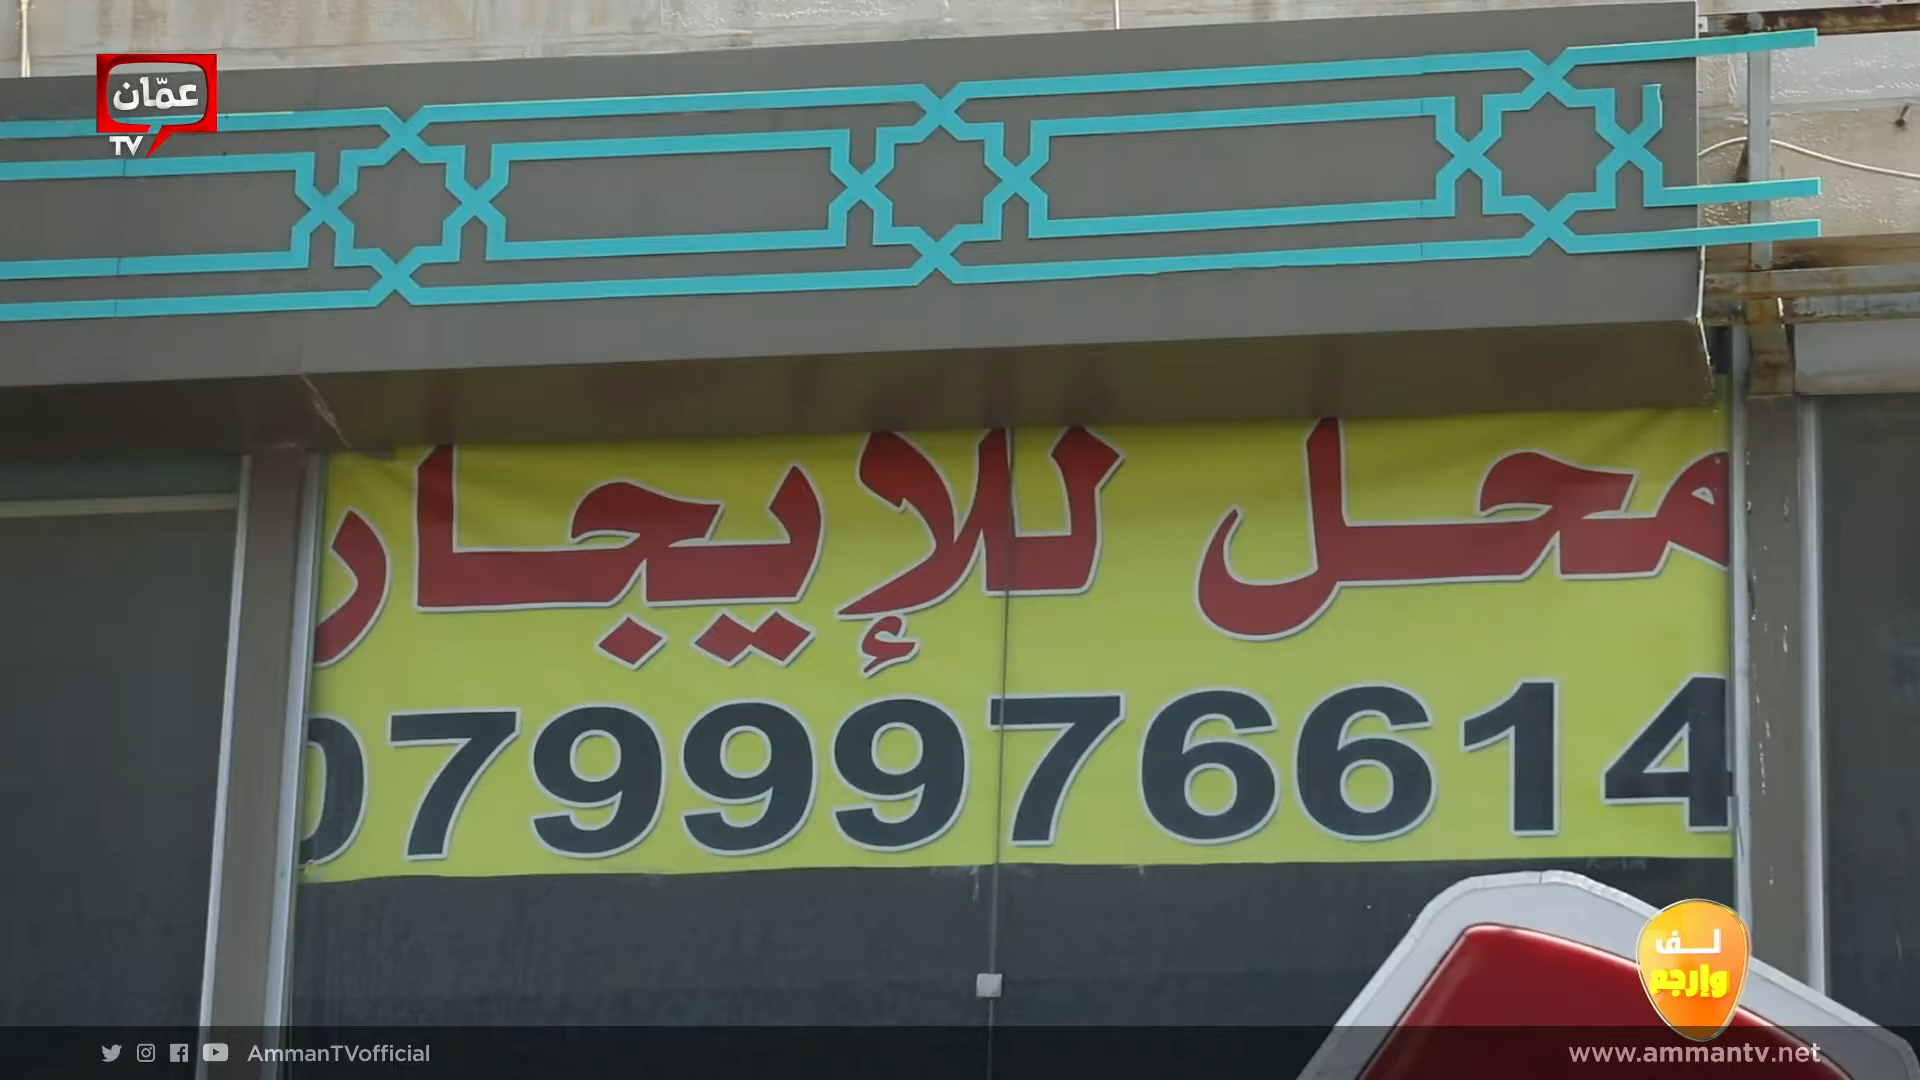 عمّان
TV
محل للإيجار
0799976614
لف
وارجع
AmmanTVofficial
www.ammantv.net